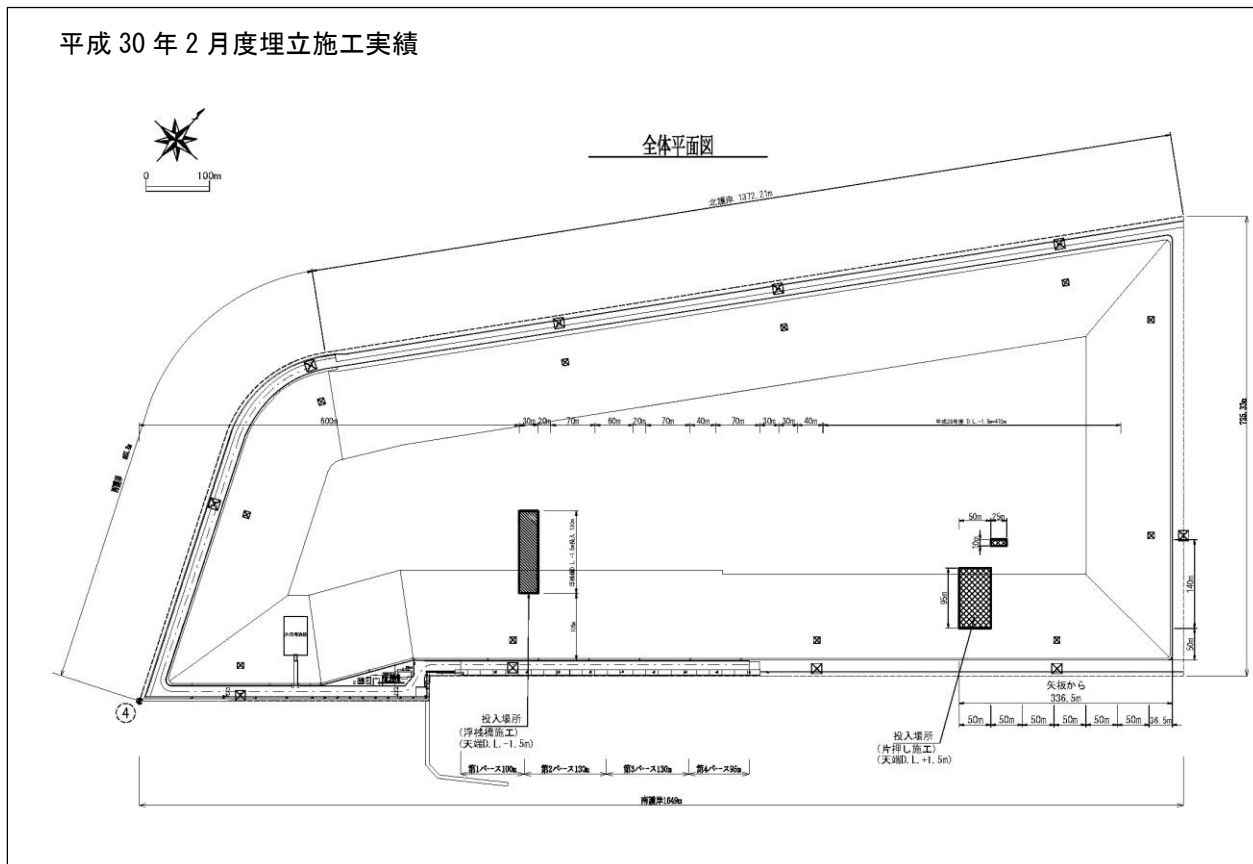 平成 30 年 2 月度埋立施工実績
全体平面図
0 100m
北護岸 1372.21m
725.33m
600m
30m 20m 70m 60m 20m 70m 40m 70m 30m 30m 40m
50m 25m
10m
95m
140m
50m
矢板から
336.5m
50m 50m 50m 50m 50m 50m 36.5m
④
投入場所
(浮桟橋施工)
(天端D.L.-1.5m)
投入場所
(片押し施工)
(天端D.L.+1.5m)
第1バース100m 第2バース130m 第3バース130m 第4バース95m
南護岸1649m